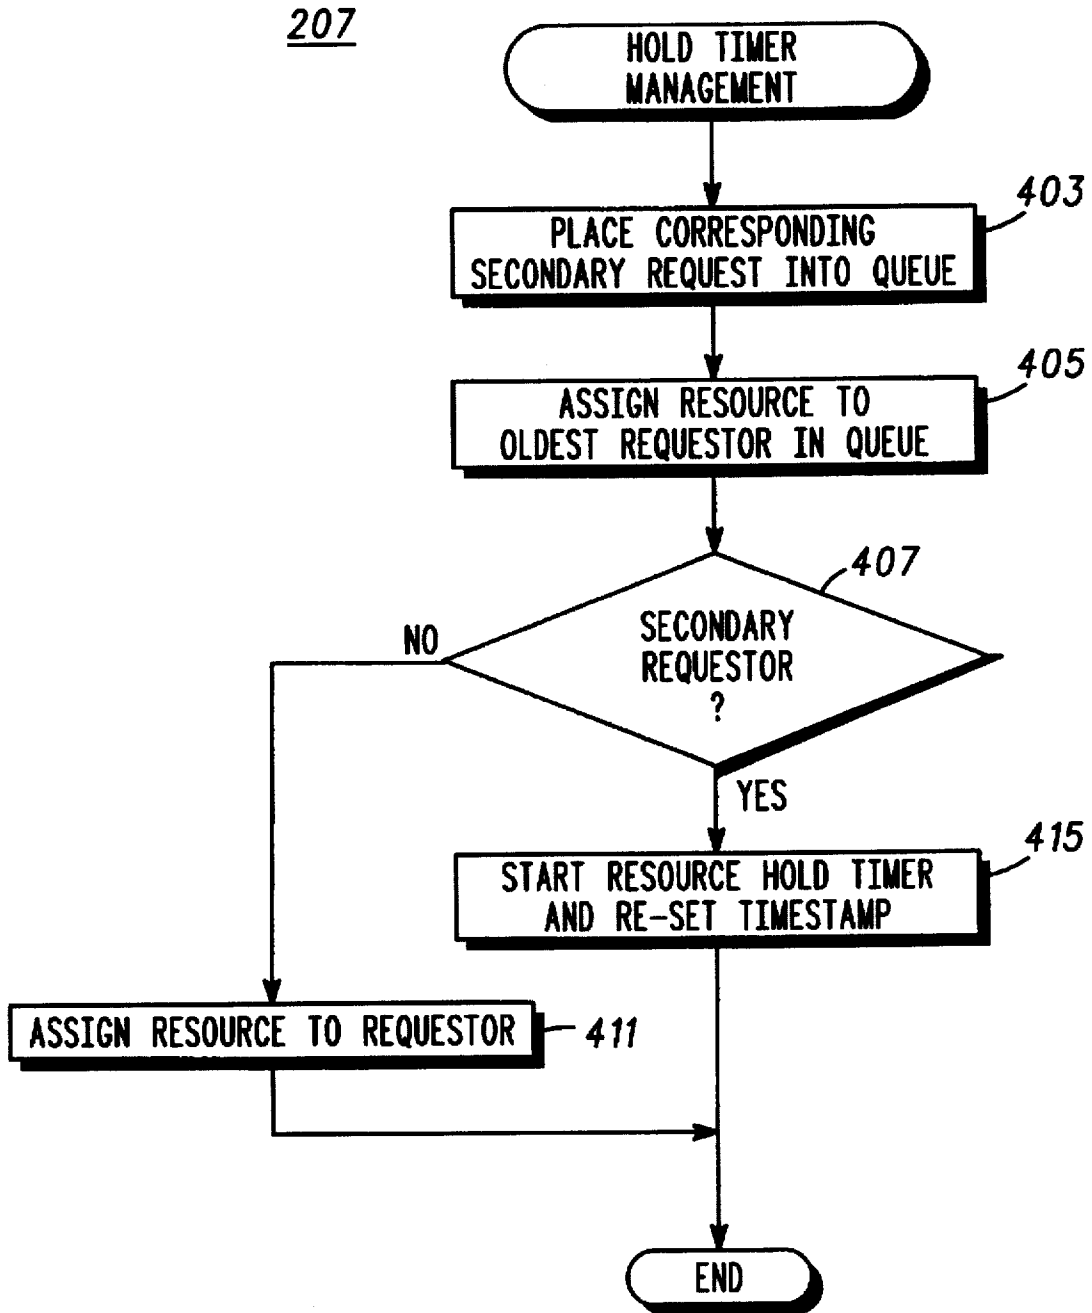 207
HOLD TIMER
MANAGEMENT
403
PLACE CORRESPONDING
SECONDARY REQUEST INTO QUEUE
405
ASSIGN RESOURCE TO
OLDEST REQUESTOR IN QUEUE
407
SECONDARY
REQUESTOR
?
NO
YES
415
START RESOURCE HOLD TIMER
AND RE-SET TIMESTAMP
ASSIGN RESOURCE TO REQUESTOR
411
END